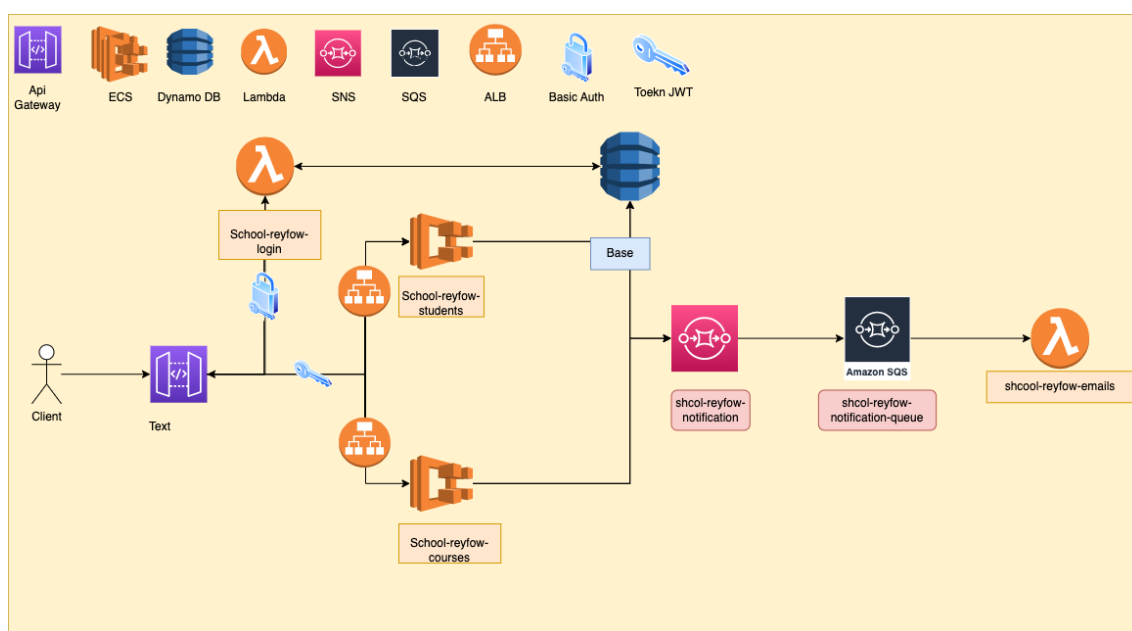 Api
Gateway
ECS
Dynamo DB
Lambda
SNS
SQS
ALB
Basic Auth
Toekn JWT
School-reyfow-
login
Base
School-reyfow-
students
Amazon SQS
Client
Text
shcol-reyfow-
notification
shcol-reyfow-
notification-queue
shcool-reyfow-emails
School-reyfow-
courses